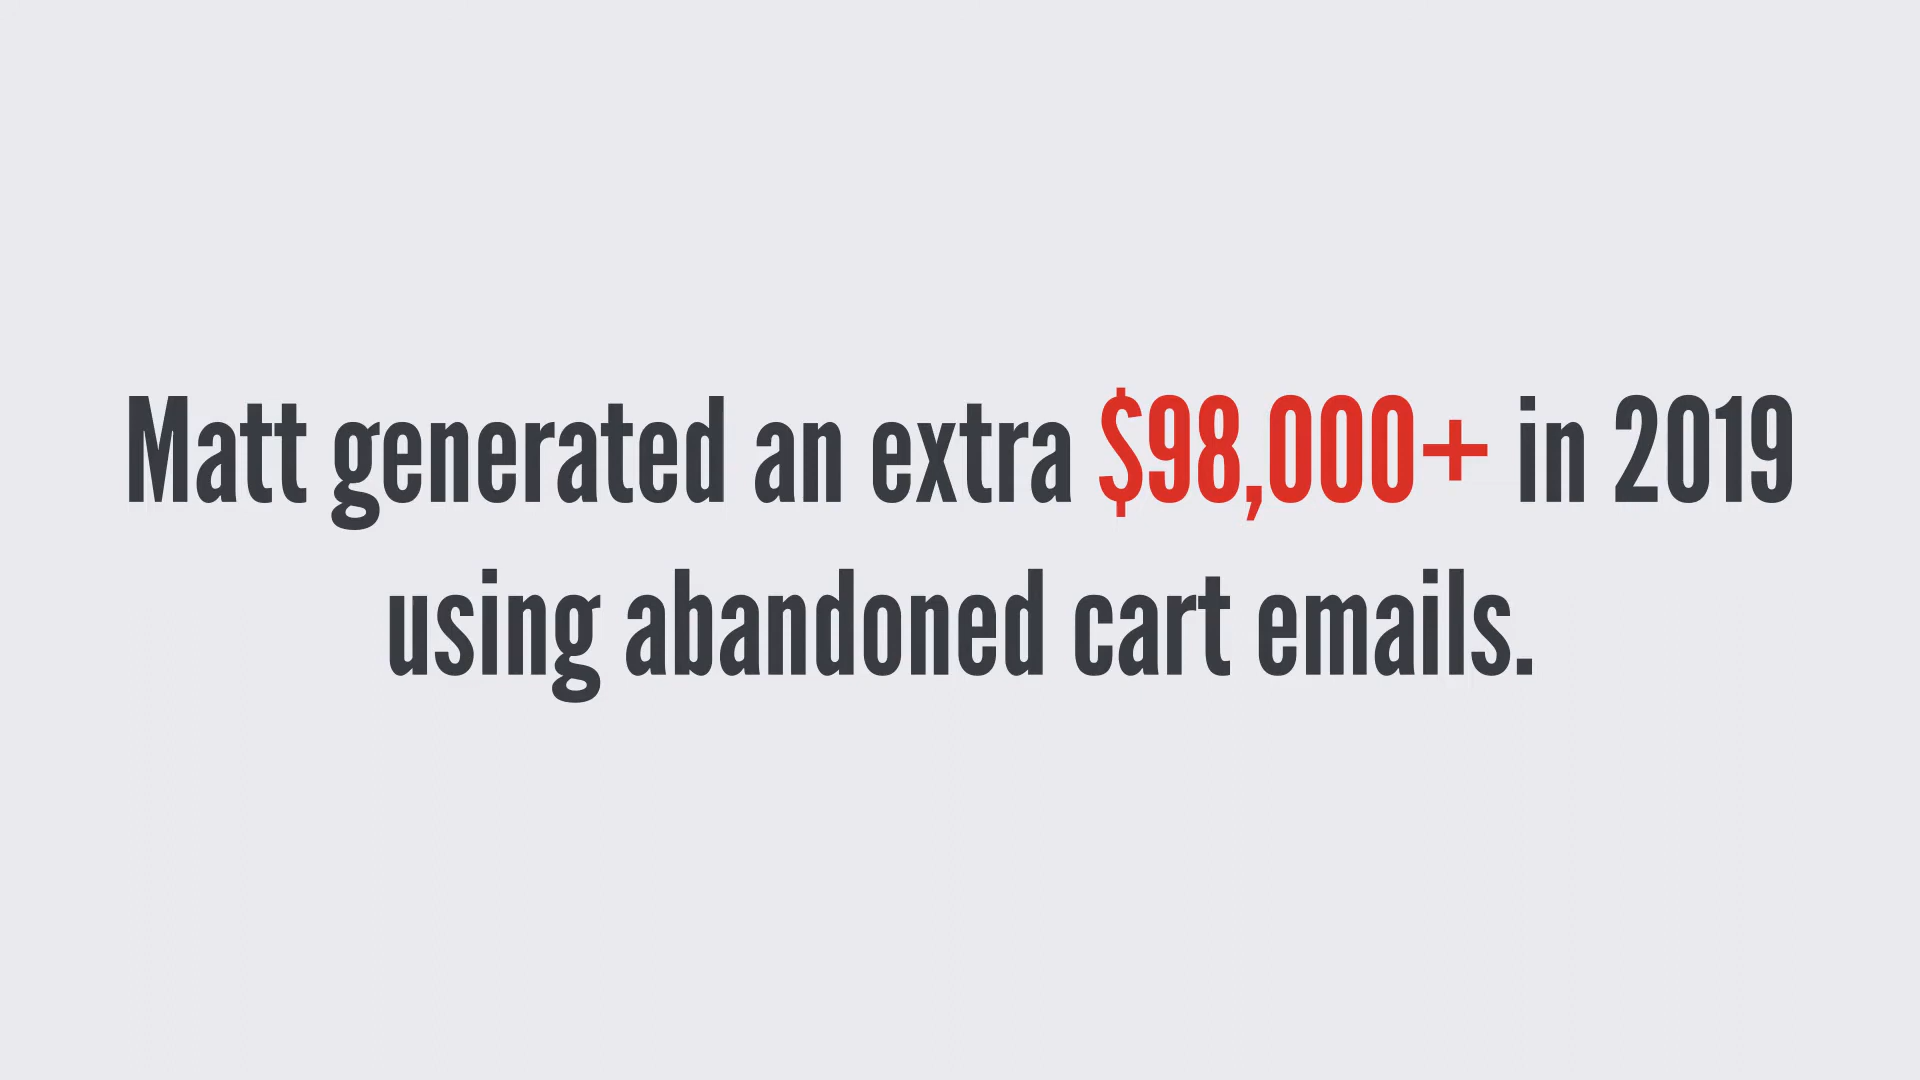 Matt generated an extra $98,000+ in 2019
using abandoned cart emails.